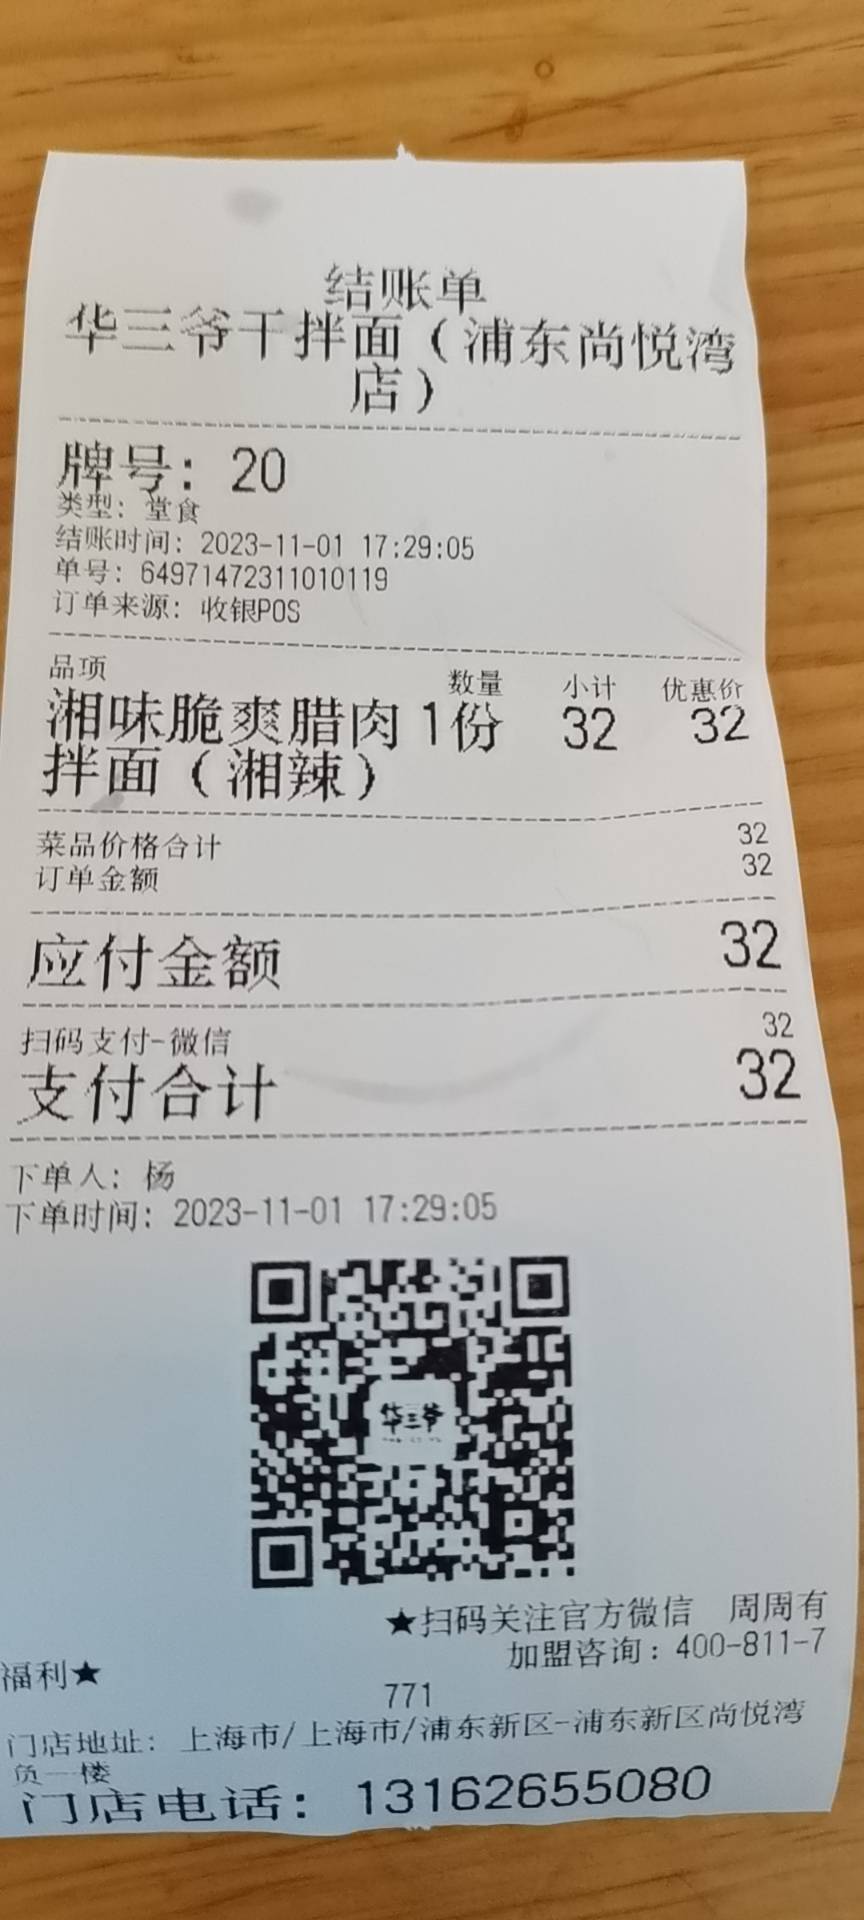 结账单
华三爷干拌面（浦东尚悦湾
店）
牌号：20
类型：堂食
结账时间：2023-11-01 17:29:05
单号：64971472311010119
订单来源：收银POS
品项 数量 小计 优惠价
湘味脆爽腊肉 1份 32 32
拌面（湘辣）
菜品价格合计 32
订单金额 32
应付金额 32
扫码支付-微信 32
支付合计 32
下单人：杨
下单时间：2023-11-01 17:29:05
华三爷
★扫码关注官方微信 周周有
福利★
加盟咨询：400-811-7
771
门店地址：上海市/上海市/浦东新区-浦东新区尚悦湾
负一楼
门店电话：13162655080